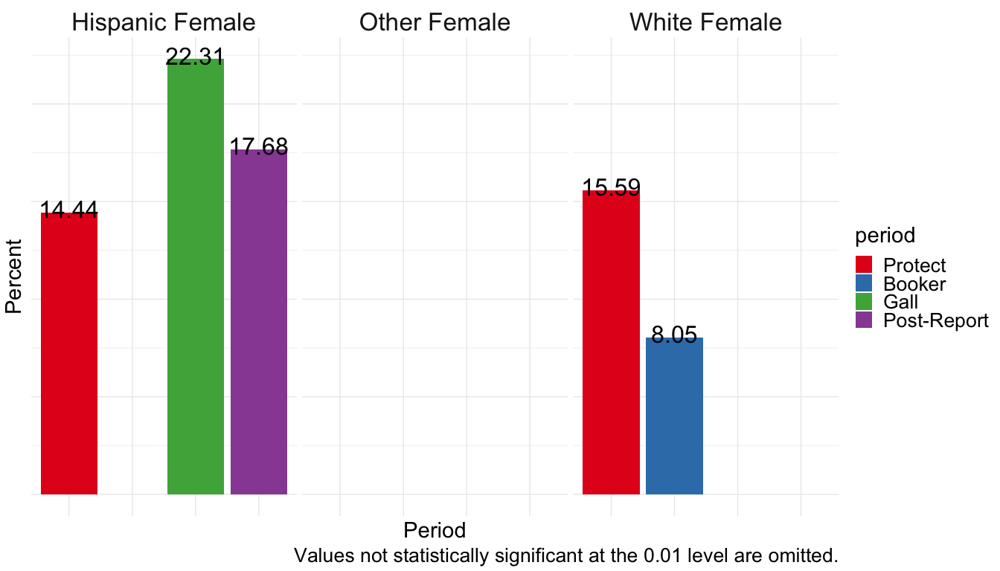 Hispanic Female
Other Female
White Female
22.31
17.68
14.44
15.59
8.05
Percent
Period
Values not statistically significant at the 0.01 level are omitted.
period
Protect
Booker
Gall
Post-Report